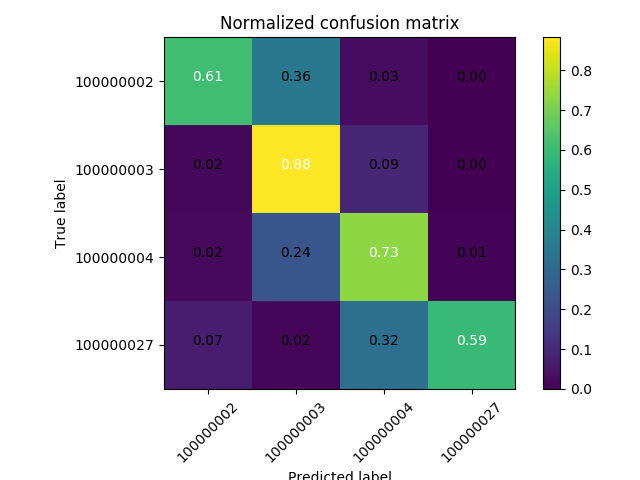 Normalized confusion matrix
100000002 0.61 0.36 0.03 0.00
100000003 0.02 0.88 0.09 0.00
100000004 0.02 0.24 0.73 0.01
100000027 0.07 0.02 0.32 0.59
True label
100000002 100000003 100000004 100000027
Predicted label
0.8
0.7
0.6
0.5
0.4
0.3
0.2
0.1
0.0